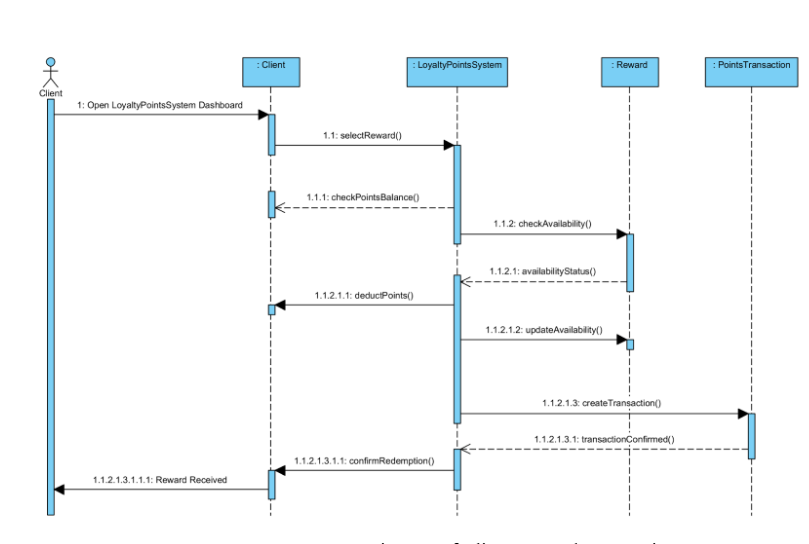 : Client
: LoyaltyPointsSystem
: Reward
: PointsTransaction
Client
1: Open LoyaltyPointsSystem Dashboard
1.1: selectReward()
1.1.1: checkPointsBalance()
1.1.2: checkAvailability()
1.1.2.1: availabilityStatus()
1.1.2.1.1: deductPoints()
1.1.2.1.2: updateAvailability()
1.1.2.1.3: createTransaction()
1.1.2.1.3.1: transactionConfirmed()
1.1.2.1.3.1.1: confirmRedemption()
1.1.2.1.3.1.1.1: Reward Received